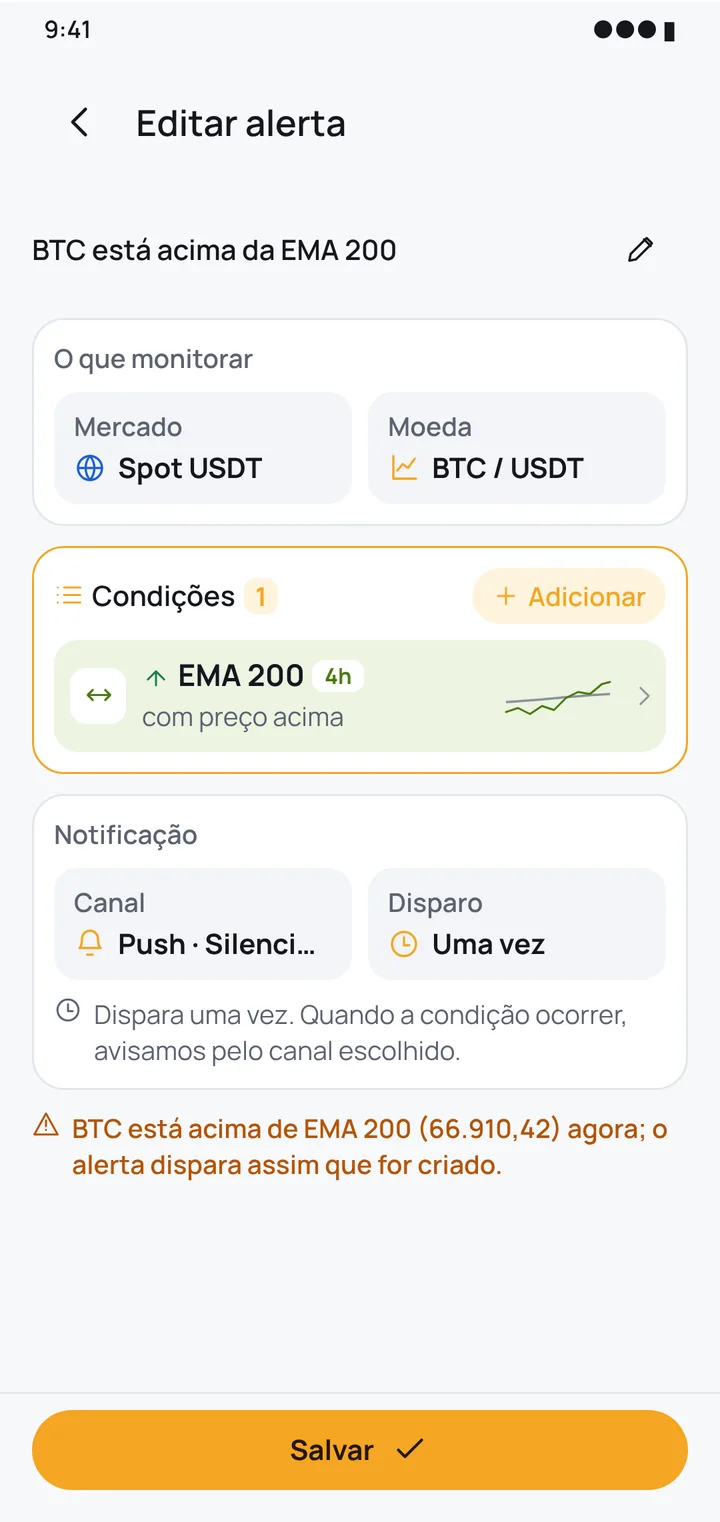 9:41
Editar alerta
BTC está acima da EMA 200
O que monitorar
Mercado
Spot USDT
Moeda
BTC / USDT
Condições 1
+ Adicionar
EMA 200 4h
com preço acima
Notificação
Canal
Push · Silenci...
Disparo
Uma vez
Dispara uma vez. Quando a condição ocorrer,
avisamos pelo canal escolhido.
BTC está acima de EMA 200 (66.910,42) agora; o
alerta dispara assim que for criado.
Salvar